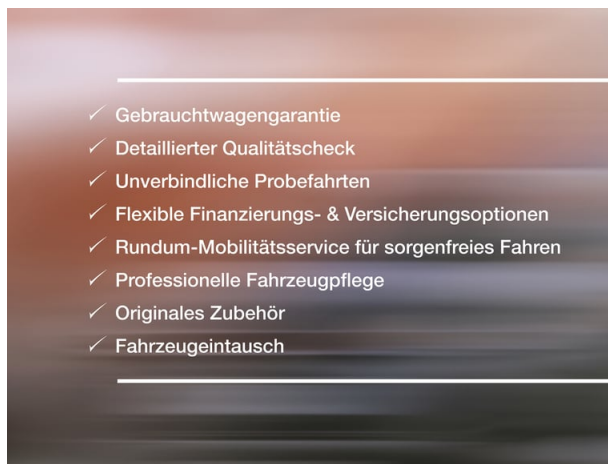 Gebrauchtwagengarantie
Detaillierter Qualitätscheck
Unverbindliche Probefahrten
Flexible Finanzierungs- & Versicherungsoptionen
Rundum-Mobilitätsservice für sorgenfreies Fahren
Professionelle Fahrzeugpflege
Originales Zubehör
Fahrzeugeintausch